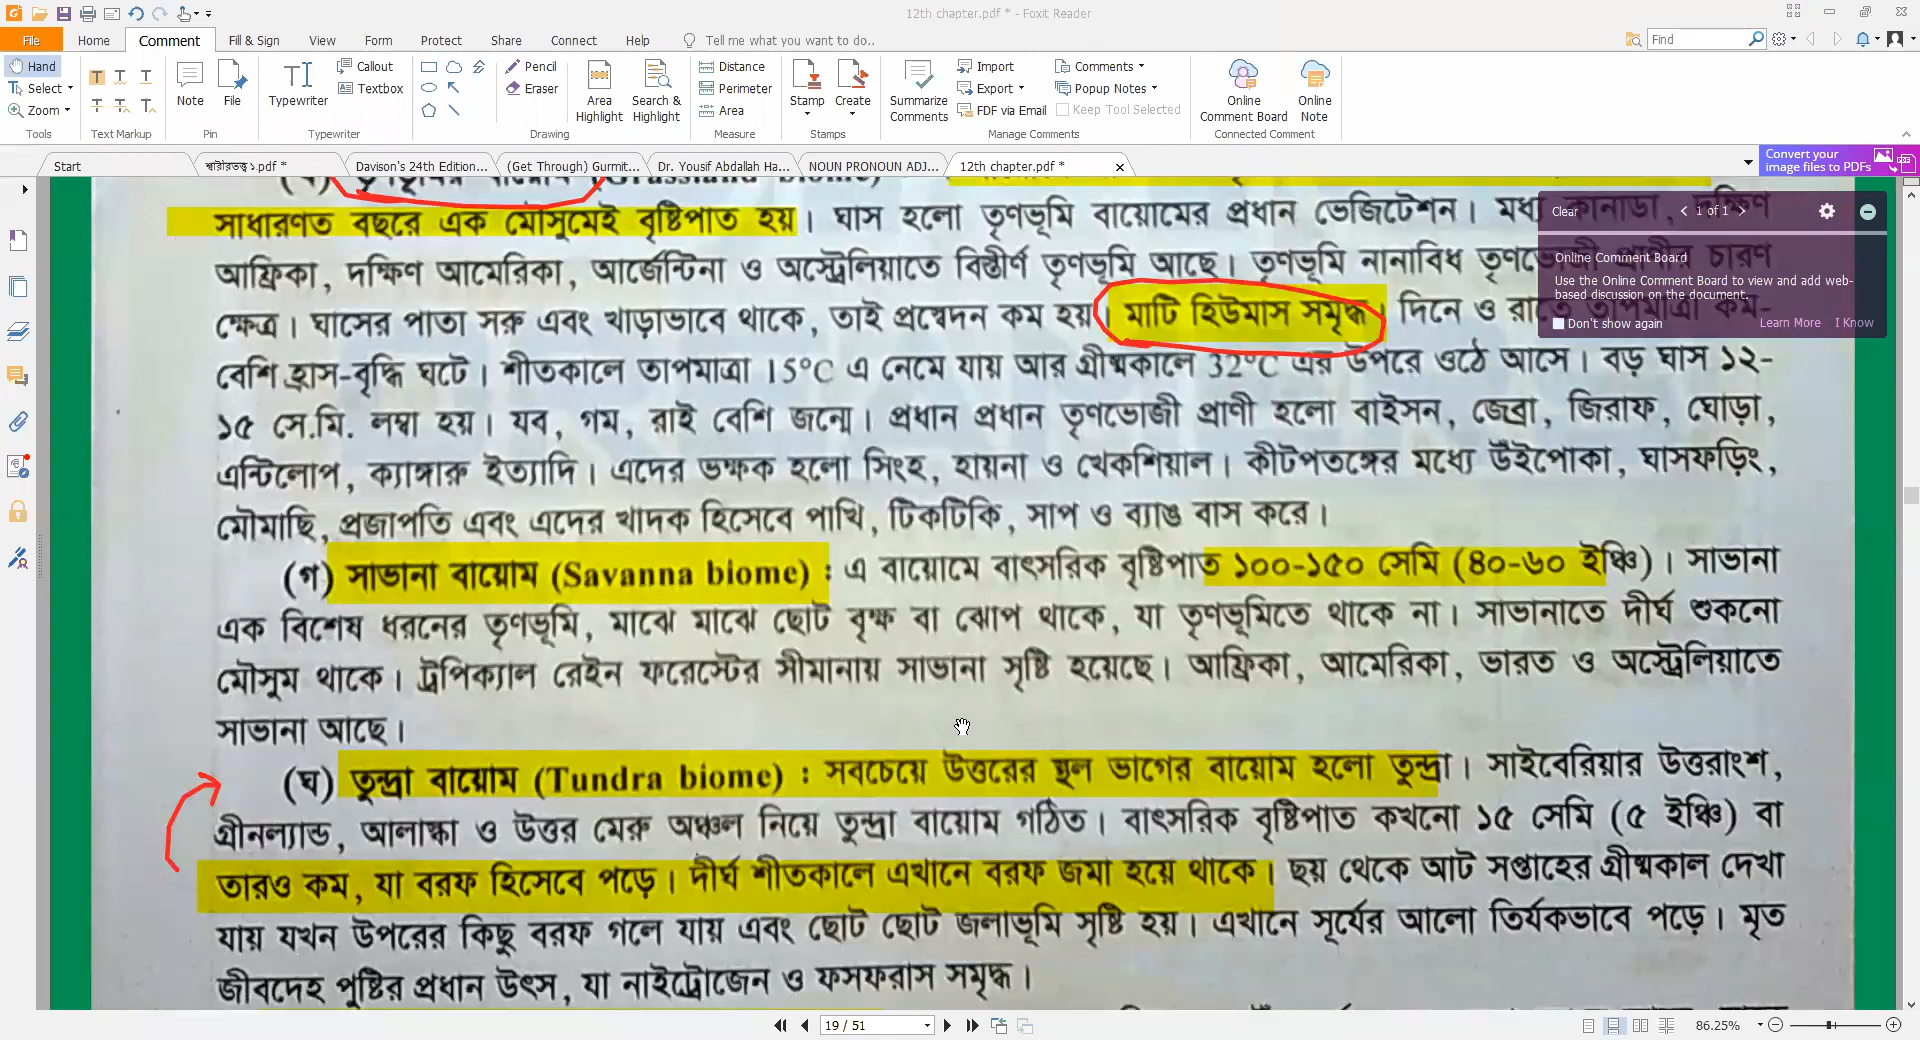 12th chapter.pdf * - Foxit Reader
File Home Comment Fill & Sign View Form Protect Share Connect Help Tell me what you want to do.. Find
Hand Select Zoom Tools
Text Markup
Note File Pin
Typewriter Callout Textbox Typewriter
Pencil Eraser Area Highlight Search & Highlight Drawing
Distance Perimeter Area Measure
Stamp Create Stamps
Summarize Comments Import Export FDF via Email Comments Popup Notes Keep Tool Selected Manage Comments
Online Comment Board Online Note Connected Comment
Start শারীরতত্ত্ব ১.pdf * Davison's 24th Edition... (Get Through) Gurmit... Dr. Yousif Abdallah Ha... NOUN PRONOUN ADJ... 12th chapter.pdf *
Convert your image files to PDFs
Clear 1 of 1
Online Comment Board
Use the Online Comment Board to view and add web-based discussion on the document.
Don't show again Learn More I Know
সাধারণত বছরে এক মৌসুমেই বৃষ্টিপাত হয়। ঘাস হলো তৃণভূমি বায়োমের প্রধান ভেজিটেশন। মধ্য কানাডা, দক্ষিণ
আফ্রিকা, দক্ষিণ আমেরিকা, আর্জেন্টিনা ও অস্ট্রেলিয়াতে বিস্তীর্ণ তৃণভূমি আছে। তৃণভূমি নানাবিধ তৃণভোজী প্রাণীর চারণ
ক্ষেত্র। ঘাসের পাতা সরু এবং খাড়াভাবে থাকে, তাই প্রস্বেদন কম হয়। মাটি হিউমাস সমৃদ্ধ। দিনে ও রাতে তাপমাত্রা কম-
বেশি হ্রাস-বৃদ্ধি ঘটে। শীতকালে তাপমাত্রা 15°C এ নেমে যায় আর গ্রীষ্মকালে 32°C এর উপরে ওঠে আসে। বড় ঘাস ১২-
১৫ সে.মি. লম্বা হয়। যব, গম, রাই বেশি জন্মে। প্রধান প্রধান তৃণভোজী প্রাণী হলো বাইসন, জেব্রা, জিরাফ, ঘোড়া,
এন্টিলোপ, ক্যাঙ্গারু ইত্যাদি। এদের ভক্ষক হলো সিংহ, হায়না ও খেকশিয়াল। কীটপতঙ্গের মধ্যে উঁইপোকা, ঘাসফড়িং,
মৌমাছি, প্রজাপতি এবং এদের খাদক হিসেবে পাখি, টিকটিকি, সাপ ও ব্যাঙ বাস করে।
(গ) সাভানা বায়োম (Savanna biome) : এ বায়োমে বাৎসরিক বৃষ্টিপাত ১০০-১৫০ সেমি (৪০-৬০ ইঞ্চি)। সাভানা
এক বিশেষ ধরনের তৃণভূমি, মাঝে মাঝে ছোট বৃক্ষ বা ঝোপ থাকে, যা তৃণভূমিতে থাকে না। সাভানাতে দীর্ঘ শুকনো
মৌসুম থাকে। ট্রপিক্যাল রেইন ফরেস্টের সীমানায় সাভানা সৃষ্টি হয়েছে। আফ্রিকা, আমেরিকা, ভারত ও অস্ট্রেলিয়াতে
সাভানা আছে।
(ঘ) তুন্দ্রা বায়োম (Tundra biome) : সবচেয়ে উত্তরের স্থল ভাগের বায়োম হলো তুন্দ্রা। সাইবেরিয়ার উত্তরাংশ,
গ্রীনল্যান্ড, আলাস্কা ও উত্তর মেরু অঞ্চল নিয়ে তুন্দ্রা বায়োম গঠিত। বাৎসরিক বৃষ্টিপাত কখনো ১৫ সেমি (৫ ইঞ্চি) বা
তারও কম, যা বরফ হিসেবে পড়ে। দীর্ঘ শীতকালে এখানে বরফ জমা হয়ে থাকে। ছয় থেকে আট সপ্তাহের গ্রীষ্মকাল দেখা
যায় যখন উপরের কিছু বরফ গলে যায় এবং ছোট ছোট জলাভূমি সৃষ্টি হয়। এখানে সূর্যের আলো তির্যকভাবে পড়ে। মৃত
জীবদেহ পুষ্টির প্রধান উৎস, যা নাইট্রোজেন ও ফসফরাস সমৃদ্ধ।
19 / 51 86.25%